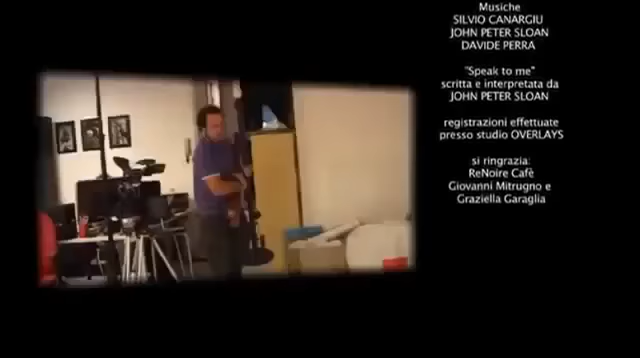 Musiche
SILVIO CANARGIU
JOHN PETER SLOAN
DAVIDE PERRA
"Speak to me"
scritta e interpretata da
JOHN PETER SLOAN
registrazioni effettuate
presso studio OVERLAYS
si ringrazia:
ReNoire Cafè
Giovanni Mitrugno e
Graziella Garaglia